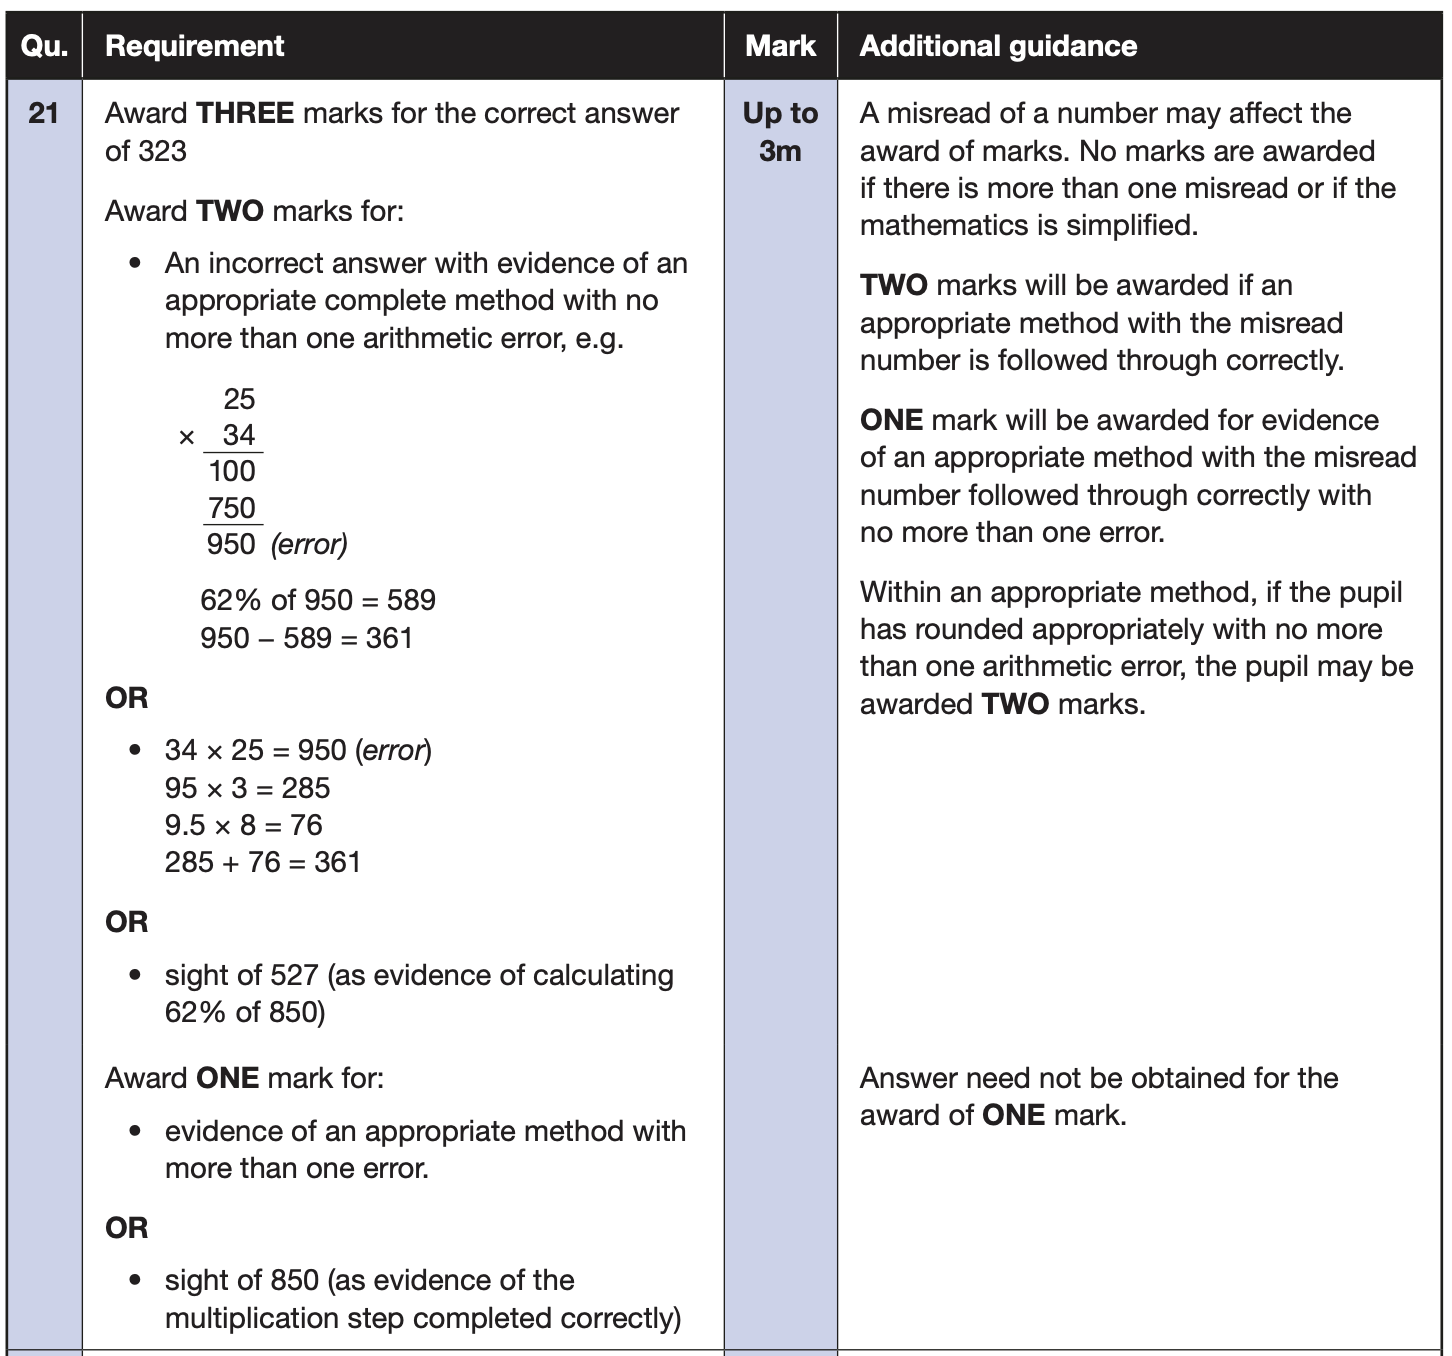 Qu. Requirement Mark Additional guidance
21 Award THREE marks for the correct answer
of 323
Award TWO marks for:
• An incorrect answer with evidence of an
appropriate complete method with no
more than one arithmetic error, e.g.
25
× 34
100
750
950 (error)
62% of 950 = 589
950 – 589 = 361
OR
• 34 × 25 = 950 (error)
95 × 3 = 285
9.5 × 8 = 76
285 + 76 = 361
OR
• sight of 527 (as evidence of calculating
62% of 850)
Award ONE mark for:
• evidence of an appropriate method with
more than one error.
OR
• sight of 850 (as evidence of the
multiplication step completed correctly)
Up to
3m
A misread of a number may affect the
award of marks. No marks are awarded
if there is more than one misread or if the
mathematics is simplified.
TWO marks will be awarded if an
appropriate method with the misread
number is followed through correctly.
ONE mark will be awarded for evidence
of an appropriate method with the misread
number followed through correctly with
no more than one error.
Within an appropriate method, if the pupil
has rounded appropriately with no more
than one arithmetic error, the pupil may be
awarded TWO marks.
Answer need not be obtained for the
award of ONE mark.